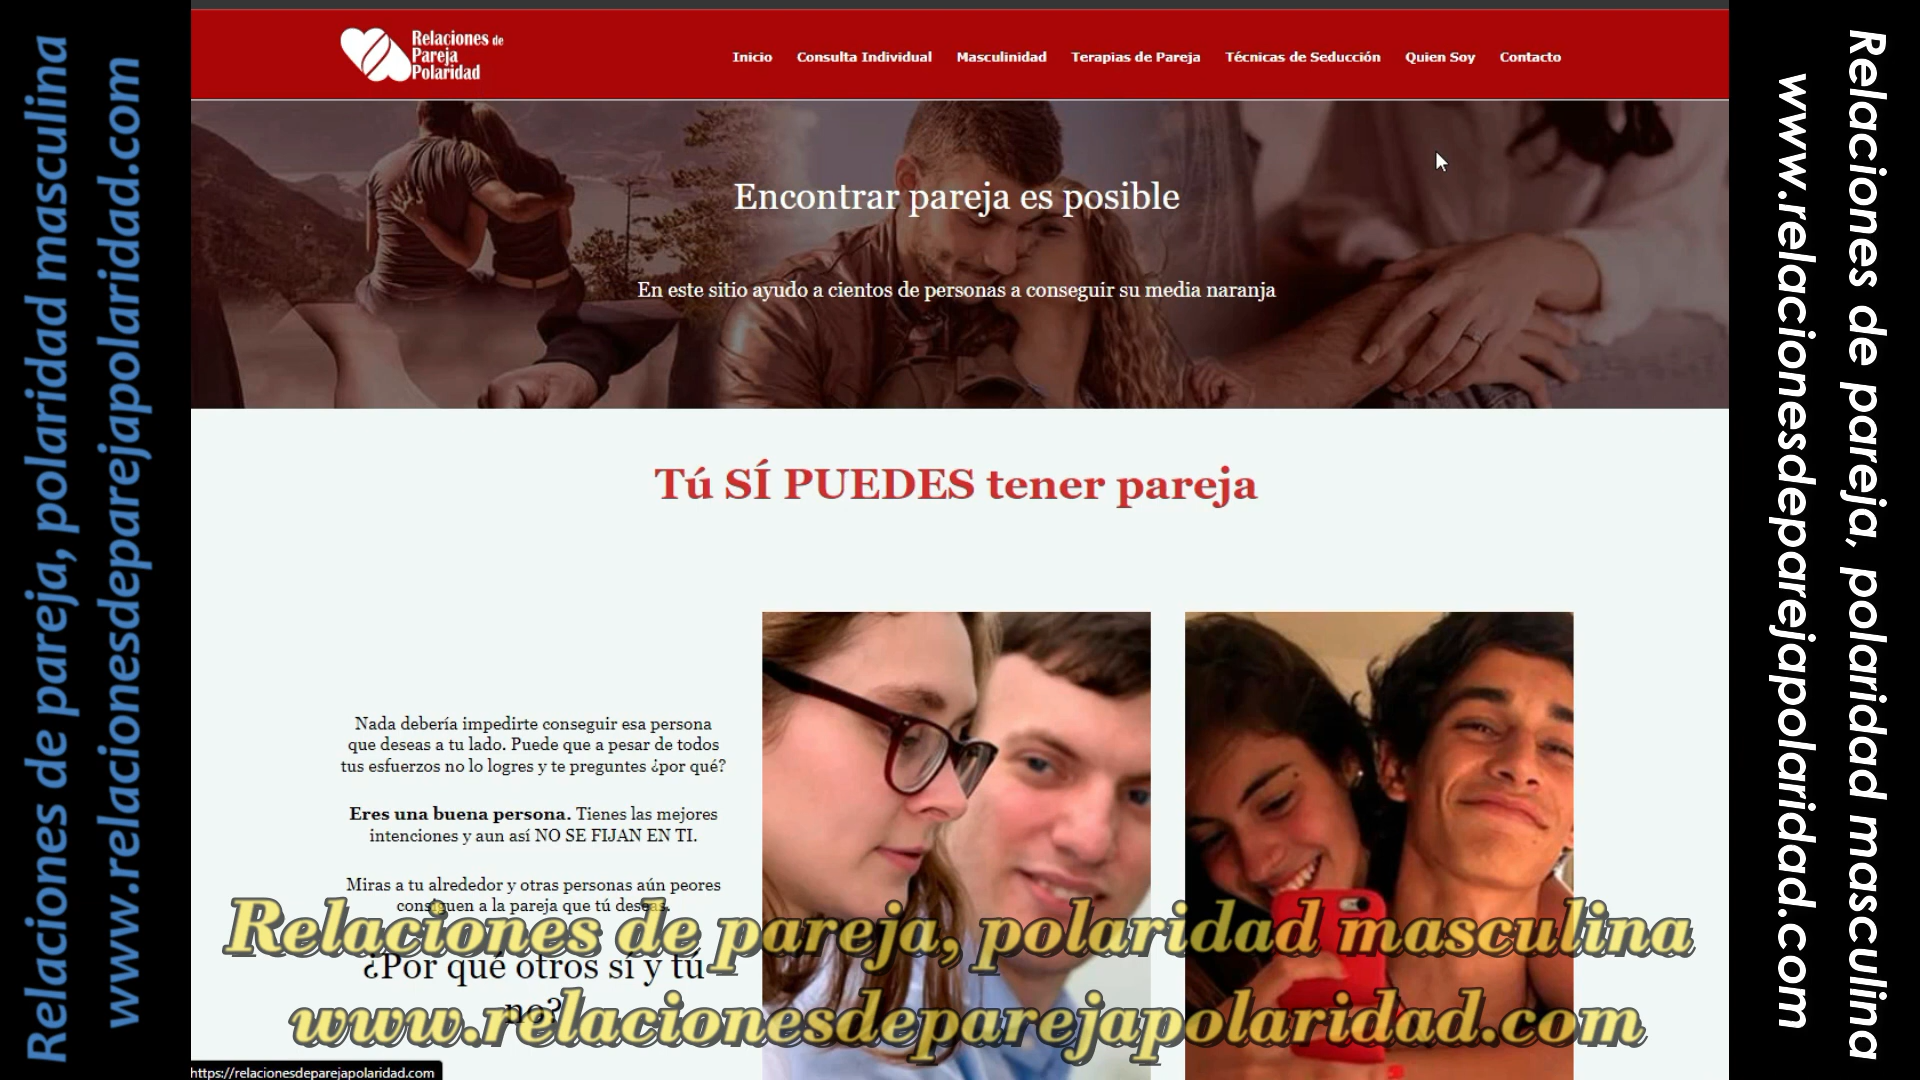 Relaciones de pareja, polaridad masculina
www.relacionesdeparejapolaridad.com
Relaciones de
Pareja
Polaridad
Inicio
Consulta Individual
Masculinidad
Terapias de Pareja
Técnicas de Seducción
Quien Soy
Contacto
Encontrar pareja es posible
En este sitio ayudo a cientos de personas a conseguir su media naranja
Tú SÍ PUEDES tener pareja
Nada debería impedirte conseguir esa persona
que deseas a tu lado. Puede que a pesar de todos
tus esfuerzos no lo logres y te preguntes ¿por qué?
Eres una buena persona. Tienes las mejores
intenciones y aun así NO SE FIJAN EN TI.
Miras a tu alrededor y otras personas aún peores
consiguen a la pareja que tú deseas.
¿Por qué otros sí y tú
no?
Relaciones de pareja, polaridad masculina
www.relacionesdeparejapolaridad.com
https://relacionesdeparejapolaridad.com
Relaciones de pareja, polaridad masculina
www.relacionesdeparejapolaridad.com